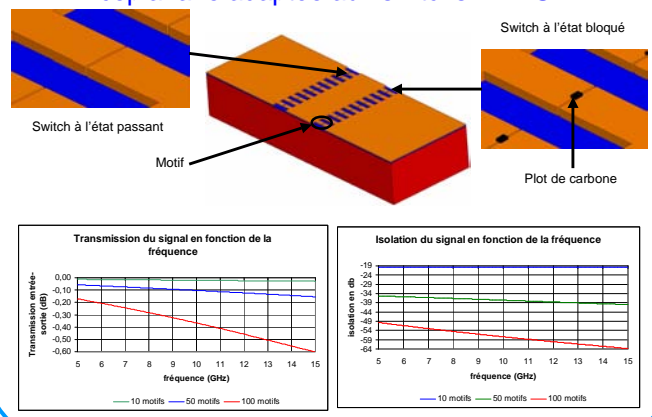 Switch à l'état bloqué
Switch à l'état passant
Motif
Plot de carbone
Transmission du signal en fonction de la
fréquence
Transmission entrée-
sortie (dB)
0,00
-0,10
-0,20
-0,30
-0,40
-0,50
-0,60
5 6 7 8 9 10 11 12 13 14 15
fréquence (GHz)
10 motifs 50 motifs 100 motifs
Isolation du signal en fonction de la fréquence
isolation en db
-19
-24
-29
-34
-39
-44
-49
-54
-59
-64
5 6 7 8 9 10 11 12 13 14 15
fréquence (GHz)
10 motifs 50 motifs 100 motifs